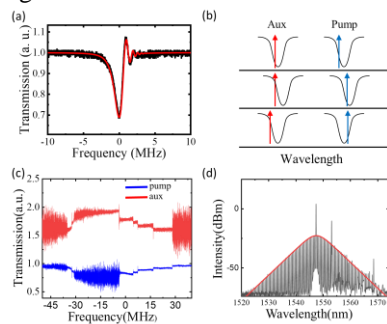 (a)
Transmission (a. u.)
1.1
1.0
0.9
0.8
0.7
-10 -5 0 5 10
Frequency (MHz)
(b)
Aux Pump
Wavelength
(c)
Transmission(a.u.)
2.5
2.0
1.5
1.0
0.5
pump
aux
-45 -30 -15 0 15 30
Frequency(MHz)
(d)
Intensity(dBm)
0
-50
1520 1530 1540 1550 1560 1570
Wavelength(nm)